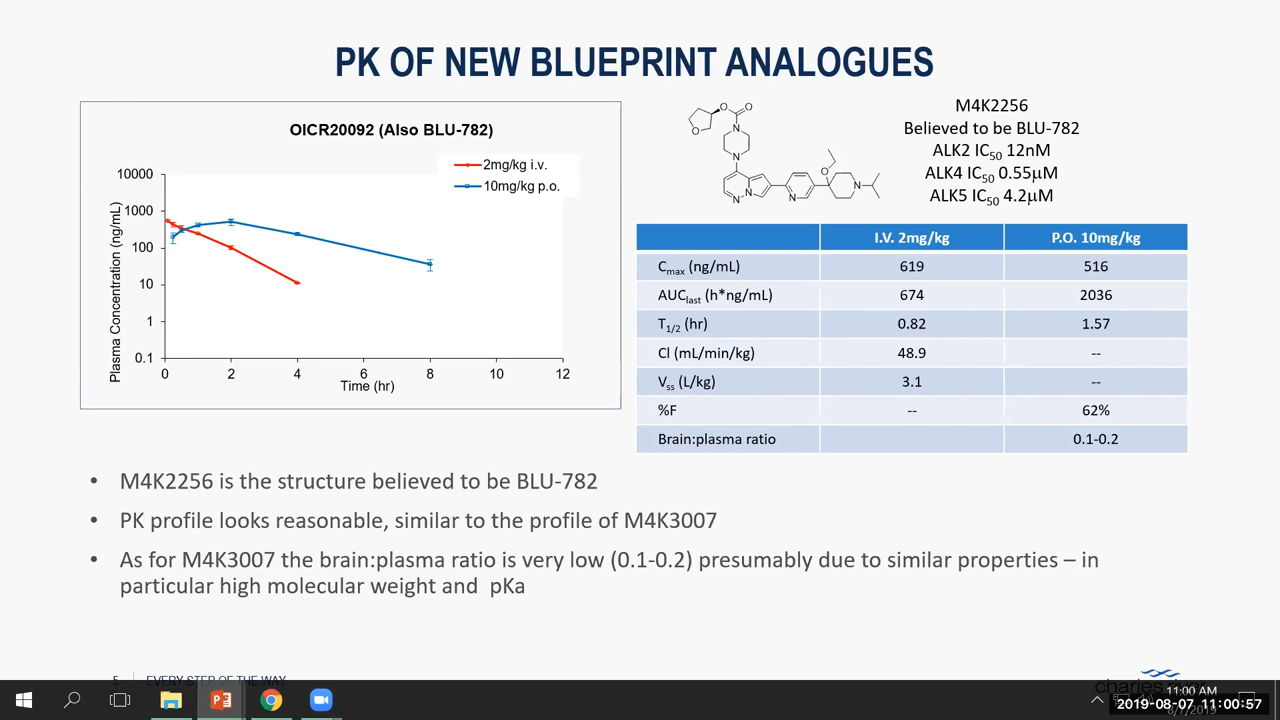 PK OF NEW BLUEPRINT ANALOGUES
OICR20092 (Also BLU-782)
2mg/kg i.v.
10mg/kg p.o.
Plasma Concentration (ng/mL)
10000
1000
100
10
1
0.1
0 2 4 6 8 10 12
Time (hr)
O
O
O
N
N
N
N
N
O
N
M4K2256
Believed to be BLU-782
ALK2 IC50 12nM
ALK4 IC50 0.55μM
ALK5 IC50 4.2μM
I.V. 2mg/kg P.O. 10mg/kg
Cmax (ng/mL) 619 516
AUClast (h*ng/mL) 674 2036
T1/2 (hr) 0.82 1.57
Cl (mL/min/kg) 48.9 --
Vss (L/kg) 3.1 --
%F -- 62%
Brain:plasma ratio 0.1-0.2
• M4K2256 is the structure believed to be BLU-782
• PK profile looks reasonable, similar to the profile of M4K3007
• As for M4K3007 the brain:plasma ratio is very low (0.1-0.2) presumably due to similar properties – in
particular high molecular weight and pKa
5 EVERY STEP OF THE WAY
charles river
11:00 AM
8/7/2019
2019-08-07 11:00:57